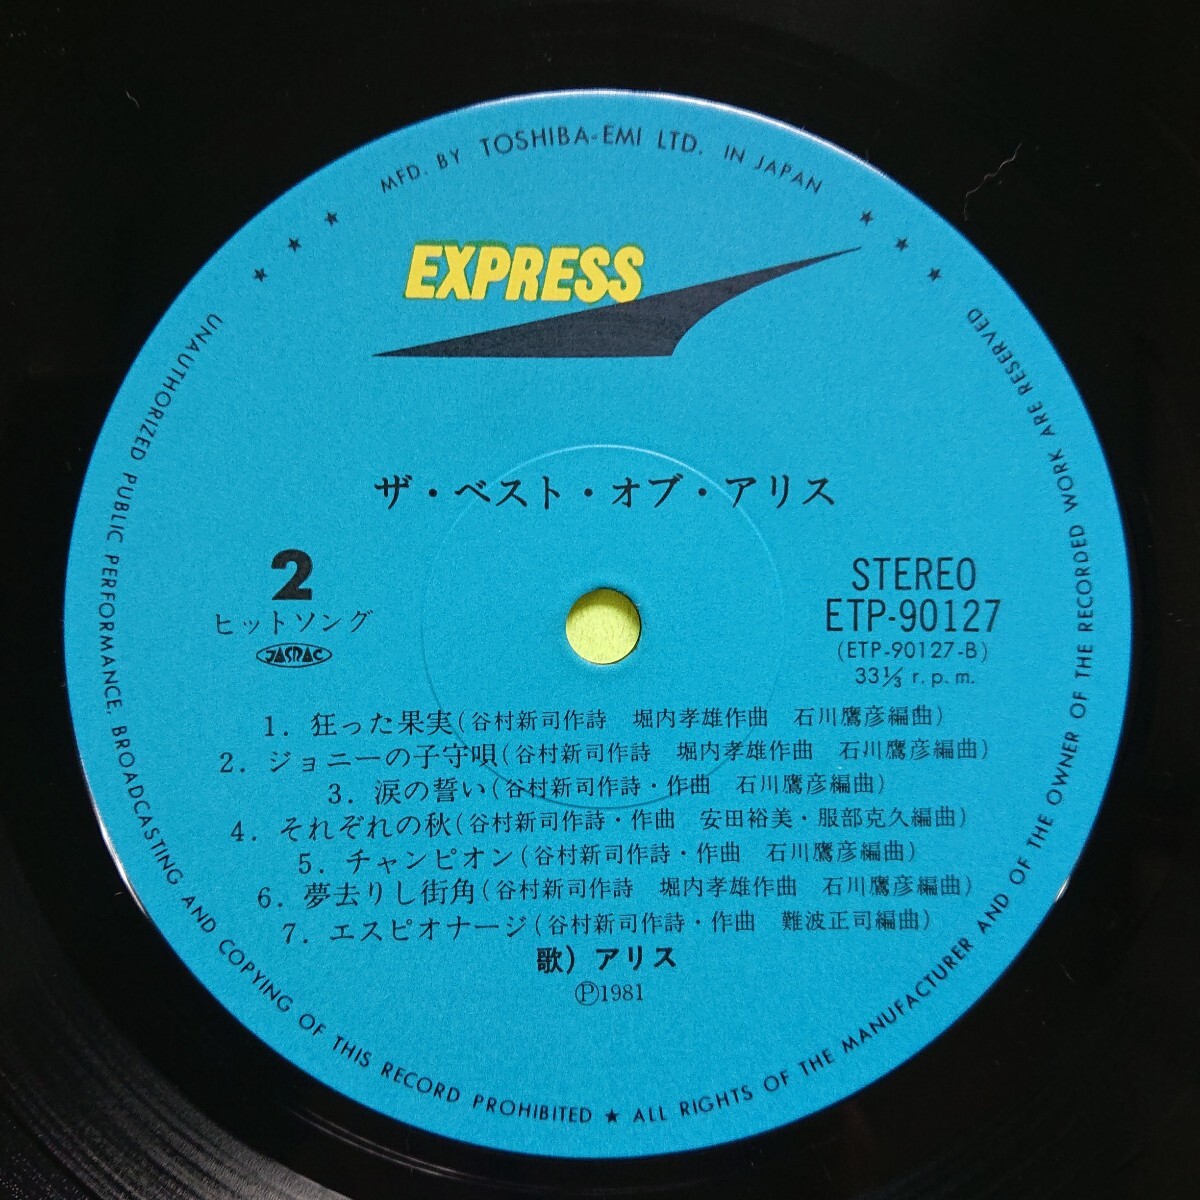 MFD. BY TOSHIBA-EMI LTD. IN JAPAN
EXPRESS
ザ・ベスト・オブ・アリス
2
ヒットソング
JASRAC
STEREO
ETP-90127
(ETP-90127-B)
33⅓ r.p.m.
1. 狂った果実(谷村新司作詩 堀内孝雄作曲 石川鷹彦編曲)
2. ジョニーの子守唄(谷村新司作詩 堀内孝雄作曲 石川鷹彦編曲)
3. 涙の誓い(谷村新司作詩・作曲 石川鷹彦編曲)
4. それぞれの秋(谷村新司作詩・作曲 安田裕美・服部克久編曲)
5. チャンピオン(谷村新司作詩・作曲 石川鷹彦編曲)
6. 夢去りし街角(谷村新司作詩 堀内孝雄作曲 石川鷹彦編曲)
7. エスピオナージ(谷村新司作詩・作曲 難波正司編曲)
歌) アリス
Ⓟ1981
UNAUTHORIZED PUBLIC PERFORMANCE, BROADCASTING AND COPYING OF THIS RECORD PROHIBITED ★ ALL RIGHTS OF THE MANUFACTURER AND OF THE OWNER OF THE RECORDED WORK ARE RESERVED